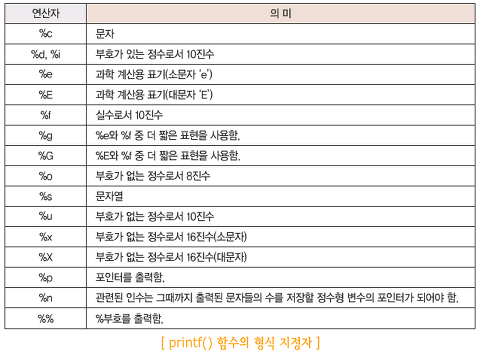 연산자 의 미
%c 문자
%d, %i 부호가 있는 정수로서 10진수
%e 과학 계산용 표기(소문자 'e')
%E 과학 계산용 표기(대문자 'E')
%f 실수로서 10진수
%g %e와 %f 중 더 짧은 표현을 사용함.
%G %E와 %f 중 더 짧은 표현을 사용함.
%o 부호가 없는 정수로서 8진수
%s 문자열
%u 부호가 없는 정수로서 10진수
%x 부호가 없는 정수로서 16진수(소문자)
%X 부호가 없는 정수로서 16진수(대문자)
%p 포인터를 출력함.
%n 관련된 인수는 그때까지 출력된 문자들의 수를 저장할 정수형 변수의 포인터가 되어야 함.
%% %부호를 출력함.
[ printf() 함수의 형식 지정자 ]